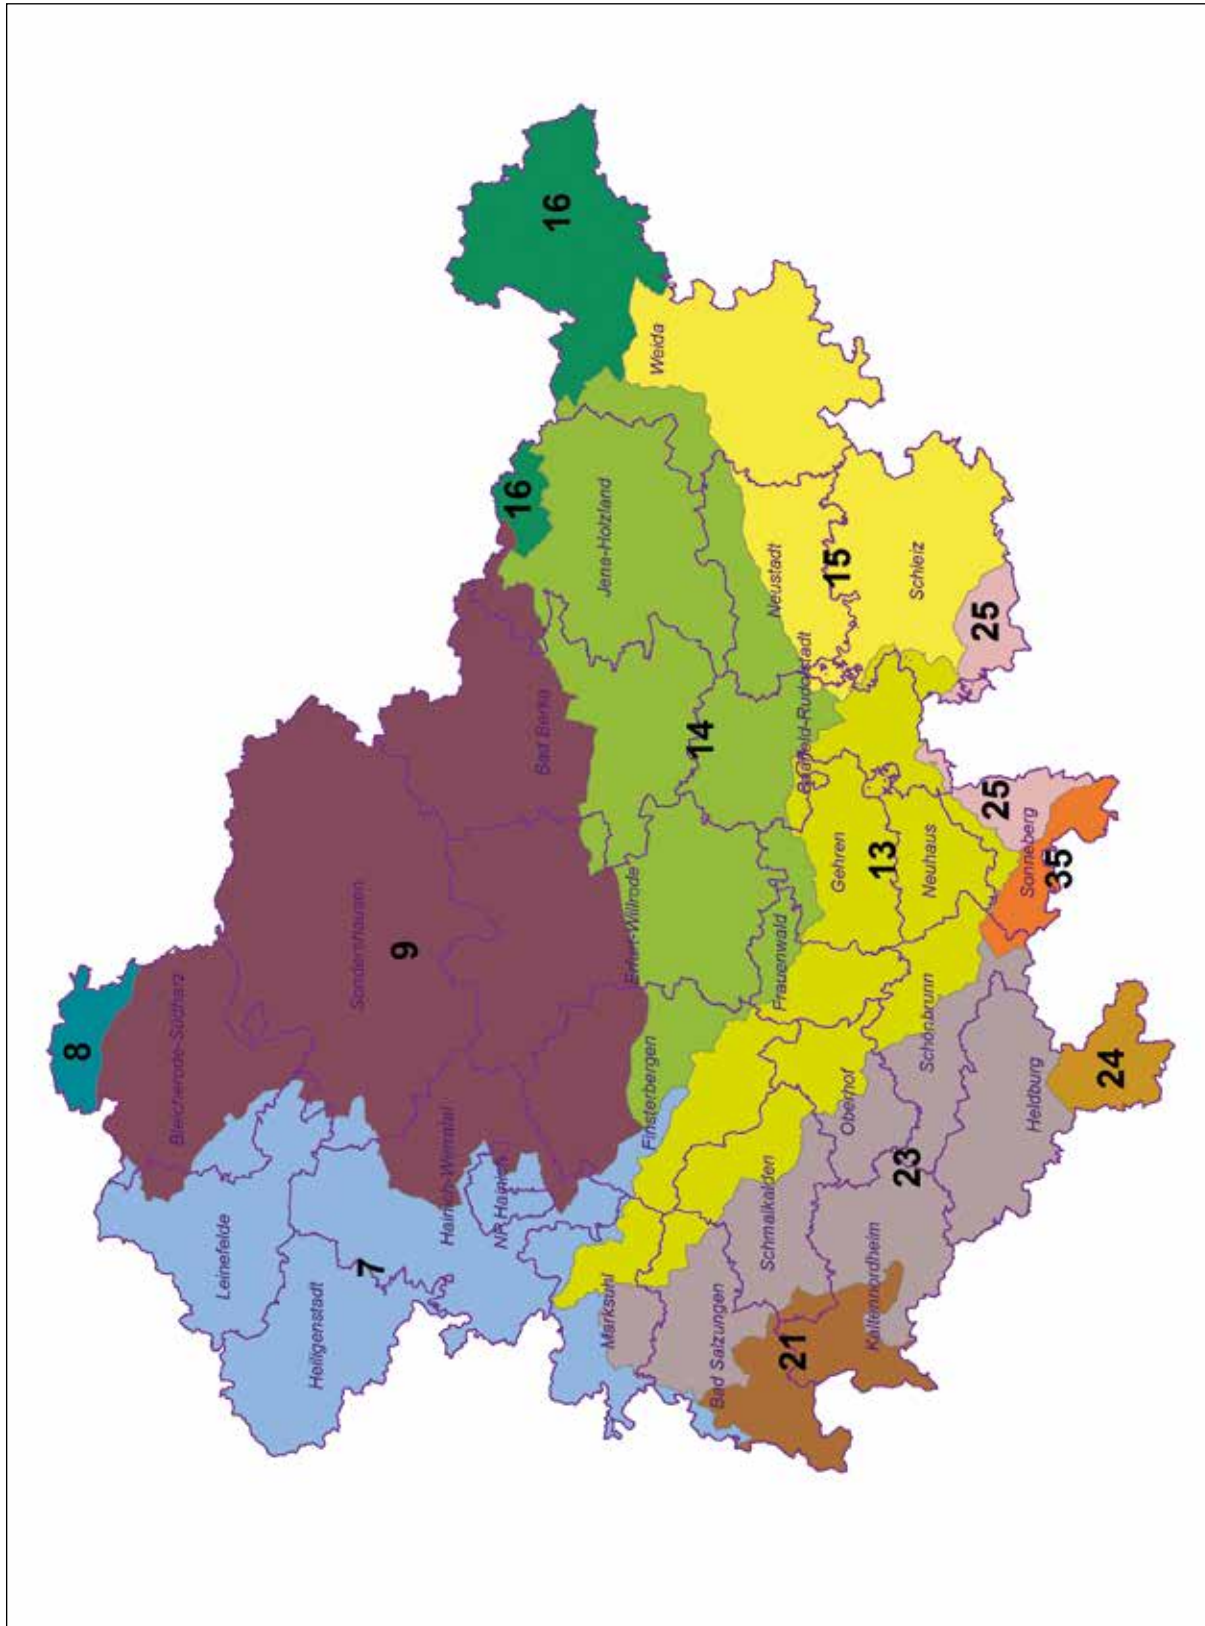 8
Bleicherode-Südharz
Leinefelde
Heiligenstadt
7
Sondershausen
9
Hainich-Werratal
NP Hainich
Bad Berka
16
16
Weida
Jena-Holzland
Erfurt-Willrode
14
Finsterbergen
Marksuhl
Neustadt
Saalfeld-Rudolstadt
15
Frauenwald
Gehren
13
Schleiz
25
Neuhaus
Oberhof
Schönbrunn
Schmalkalden
Bad Salzungen
21
Kaltennordheim
23
25
Sonneberg
35
Heldburg
24